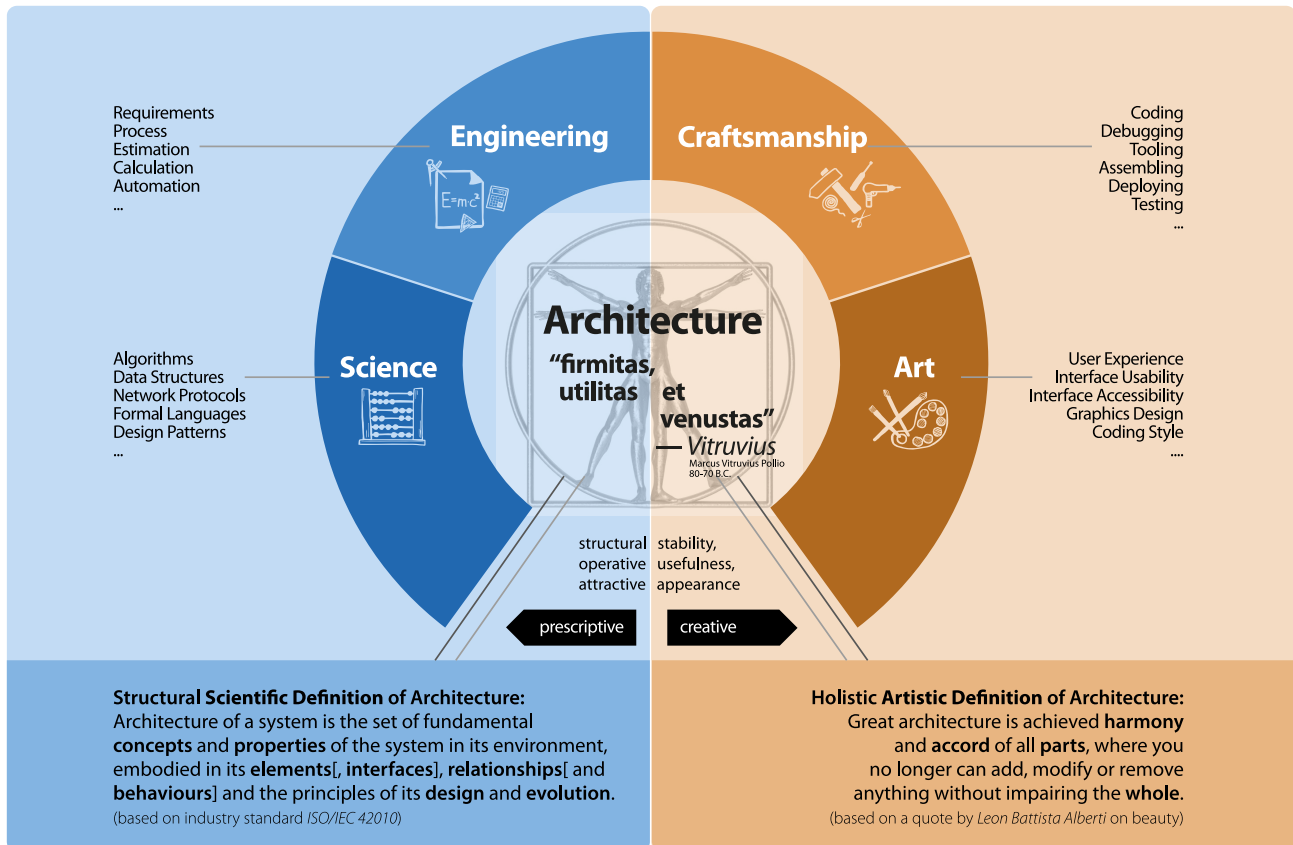 Engineering
Requirements
Process
Estimation
Calculation
Automation
...
E=mc²
Craftsmanship
Coding
Debugging
Tooling
Assembling
Deploying
Testing
...
Science
Algorithms
Data Structures
Network Protocols
Formal Languages
Design Patterns
...
Architecture
“firmitas,
utilitas et
venustas”
— Vitruvius
Marcus Vitruvius Pollio
80-70 B.C.
Art
User Experience
Interface Usability
Interface Accessibility
Graphics Design
Coding Style
....
structural stability,
operative usefulness,
attractive appearance
prescriptive
creative
Structural Scientific Definition of Architecture:
Architecture of a system is the set of fundamental
concepts and properties of the system in its environment,
embodied in its elements[, interfaces], relationships[ and
behaviours] and the principles of its design and evolution.
(based on industry standard ISO/IEC 42010)
Holistic Artistic Definition of Architecture:
Great architecture is achieved harmony
and accord of all parts, where you
no longer can add, modify or remove
anything without impairing the whole.
(based on a quote by Leon Battista Alberti on beauty)